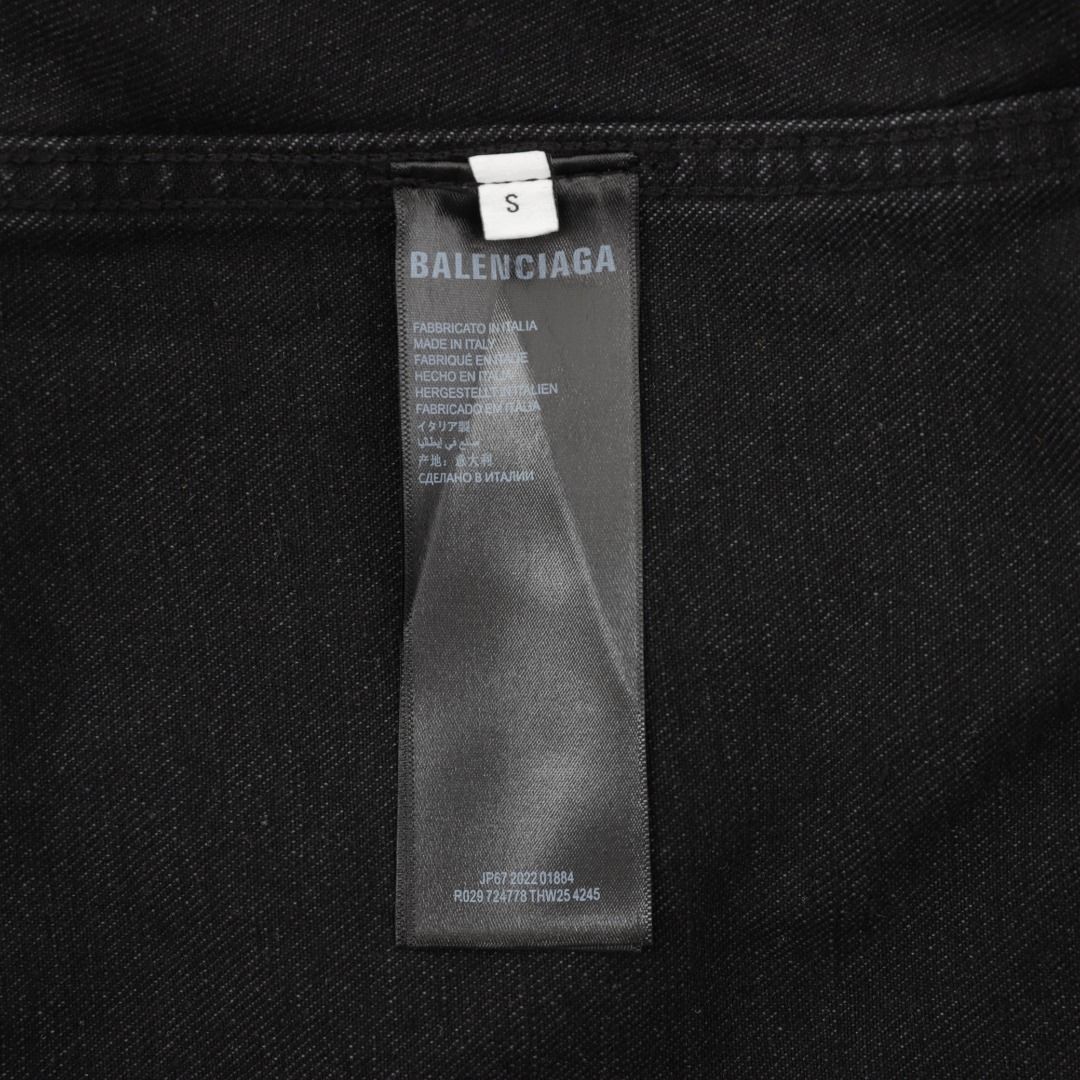 S
BALENCIAGA
FABBRICATO IN ITALIA
MADE IN ITALY
FABRIQUÉ EN ITALIE
HECHO EN ITALIA
HERGESTELLT IN ITALIEN
FABRICADO EM ITALIA
イタリア製
صنع في إيطاليا
产地：意大利
СДЕЛАНО В ИТАЛИИ
JP67 2022 01884
R029 724778 THW25 4245